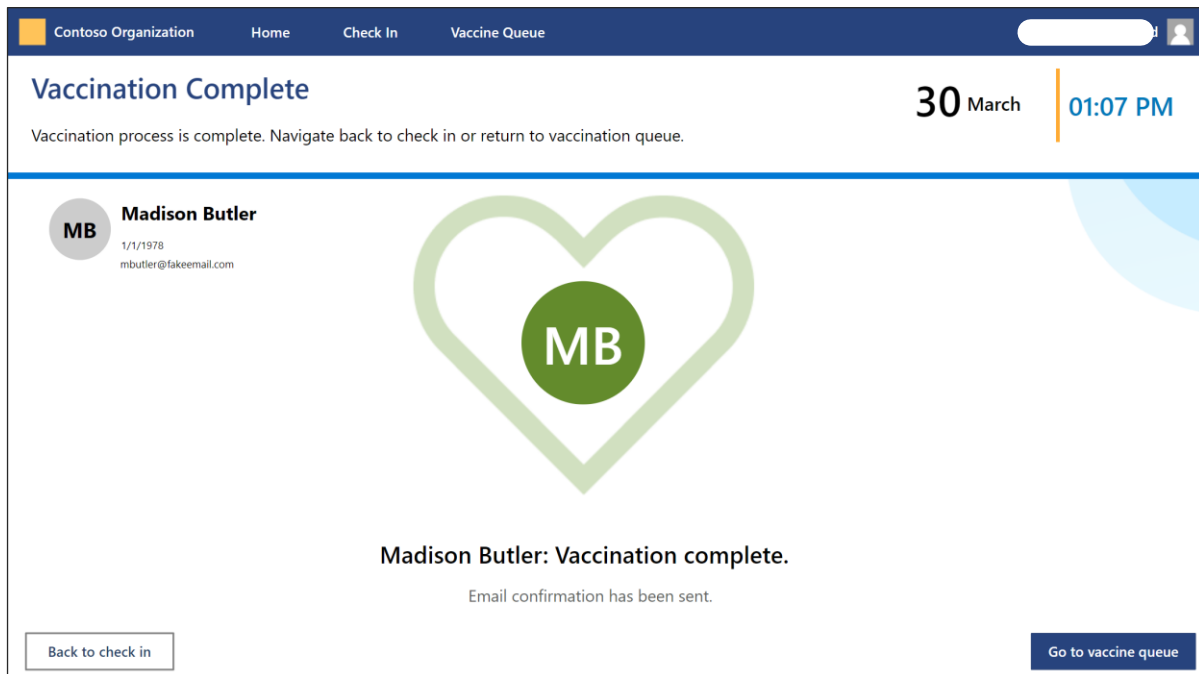 Contoso Organization Home Check In Vaccine Queue
Vaccination Complete
30 March 01:07 PM
Vaccination process is complete. Navigate back to check in or return to vaccination queue.
MB
Madison Butler
1/1/1978
mbutler@fakeemail.com
MB
Madison Butler: Vaccination complete.
Email confirmation has been sent.
Back to check in
Go to vaccine queue